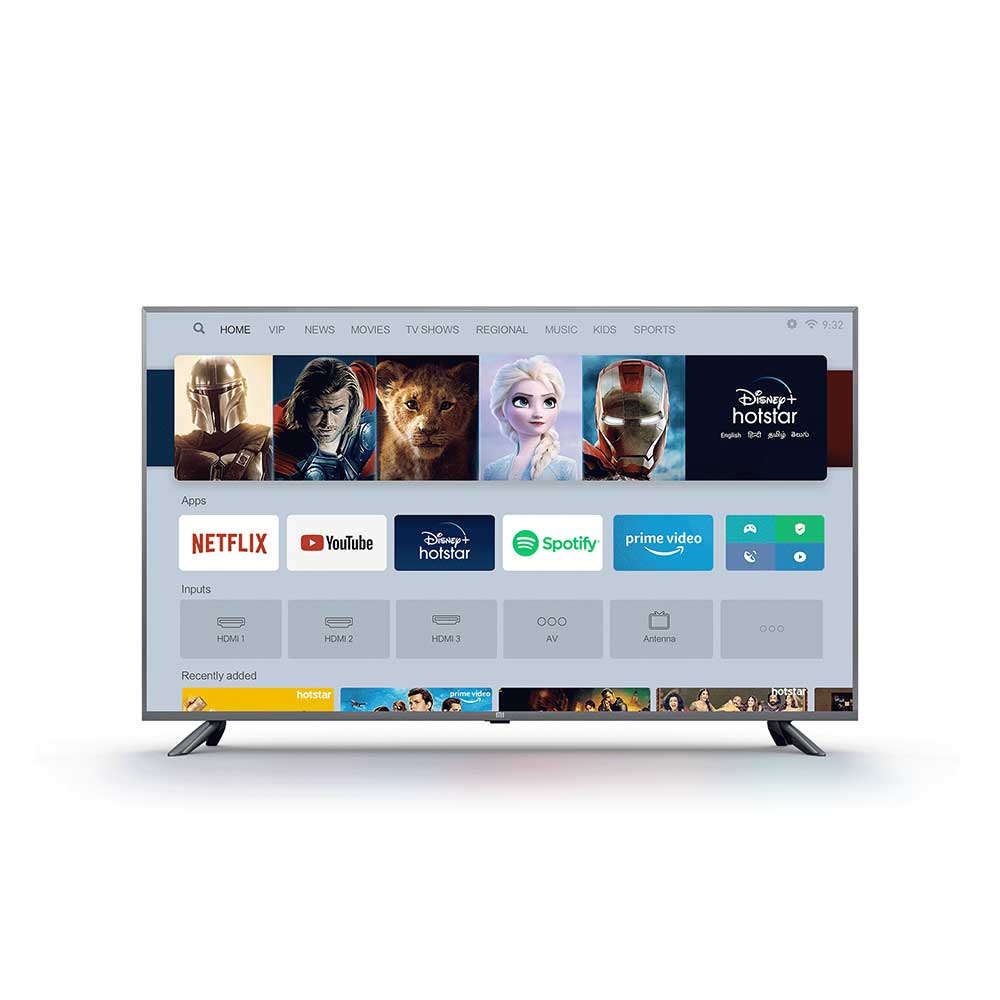 HOME VIP NEWS MOVIES TV SHOWS REGIONAL MUSIC KIDS SPORTS 9:32
Disney+
hotstar
English हिन्दी தமிழ் తెలుగు
Apps
NETFLIX
YouTube
Disney+
hotstar
Spotify
prime video
Inputs
HDMI 1
HDMI 2
HDMI 3
AV
Antenna
Recently added
hotstar
prime video
hotstar
MI